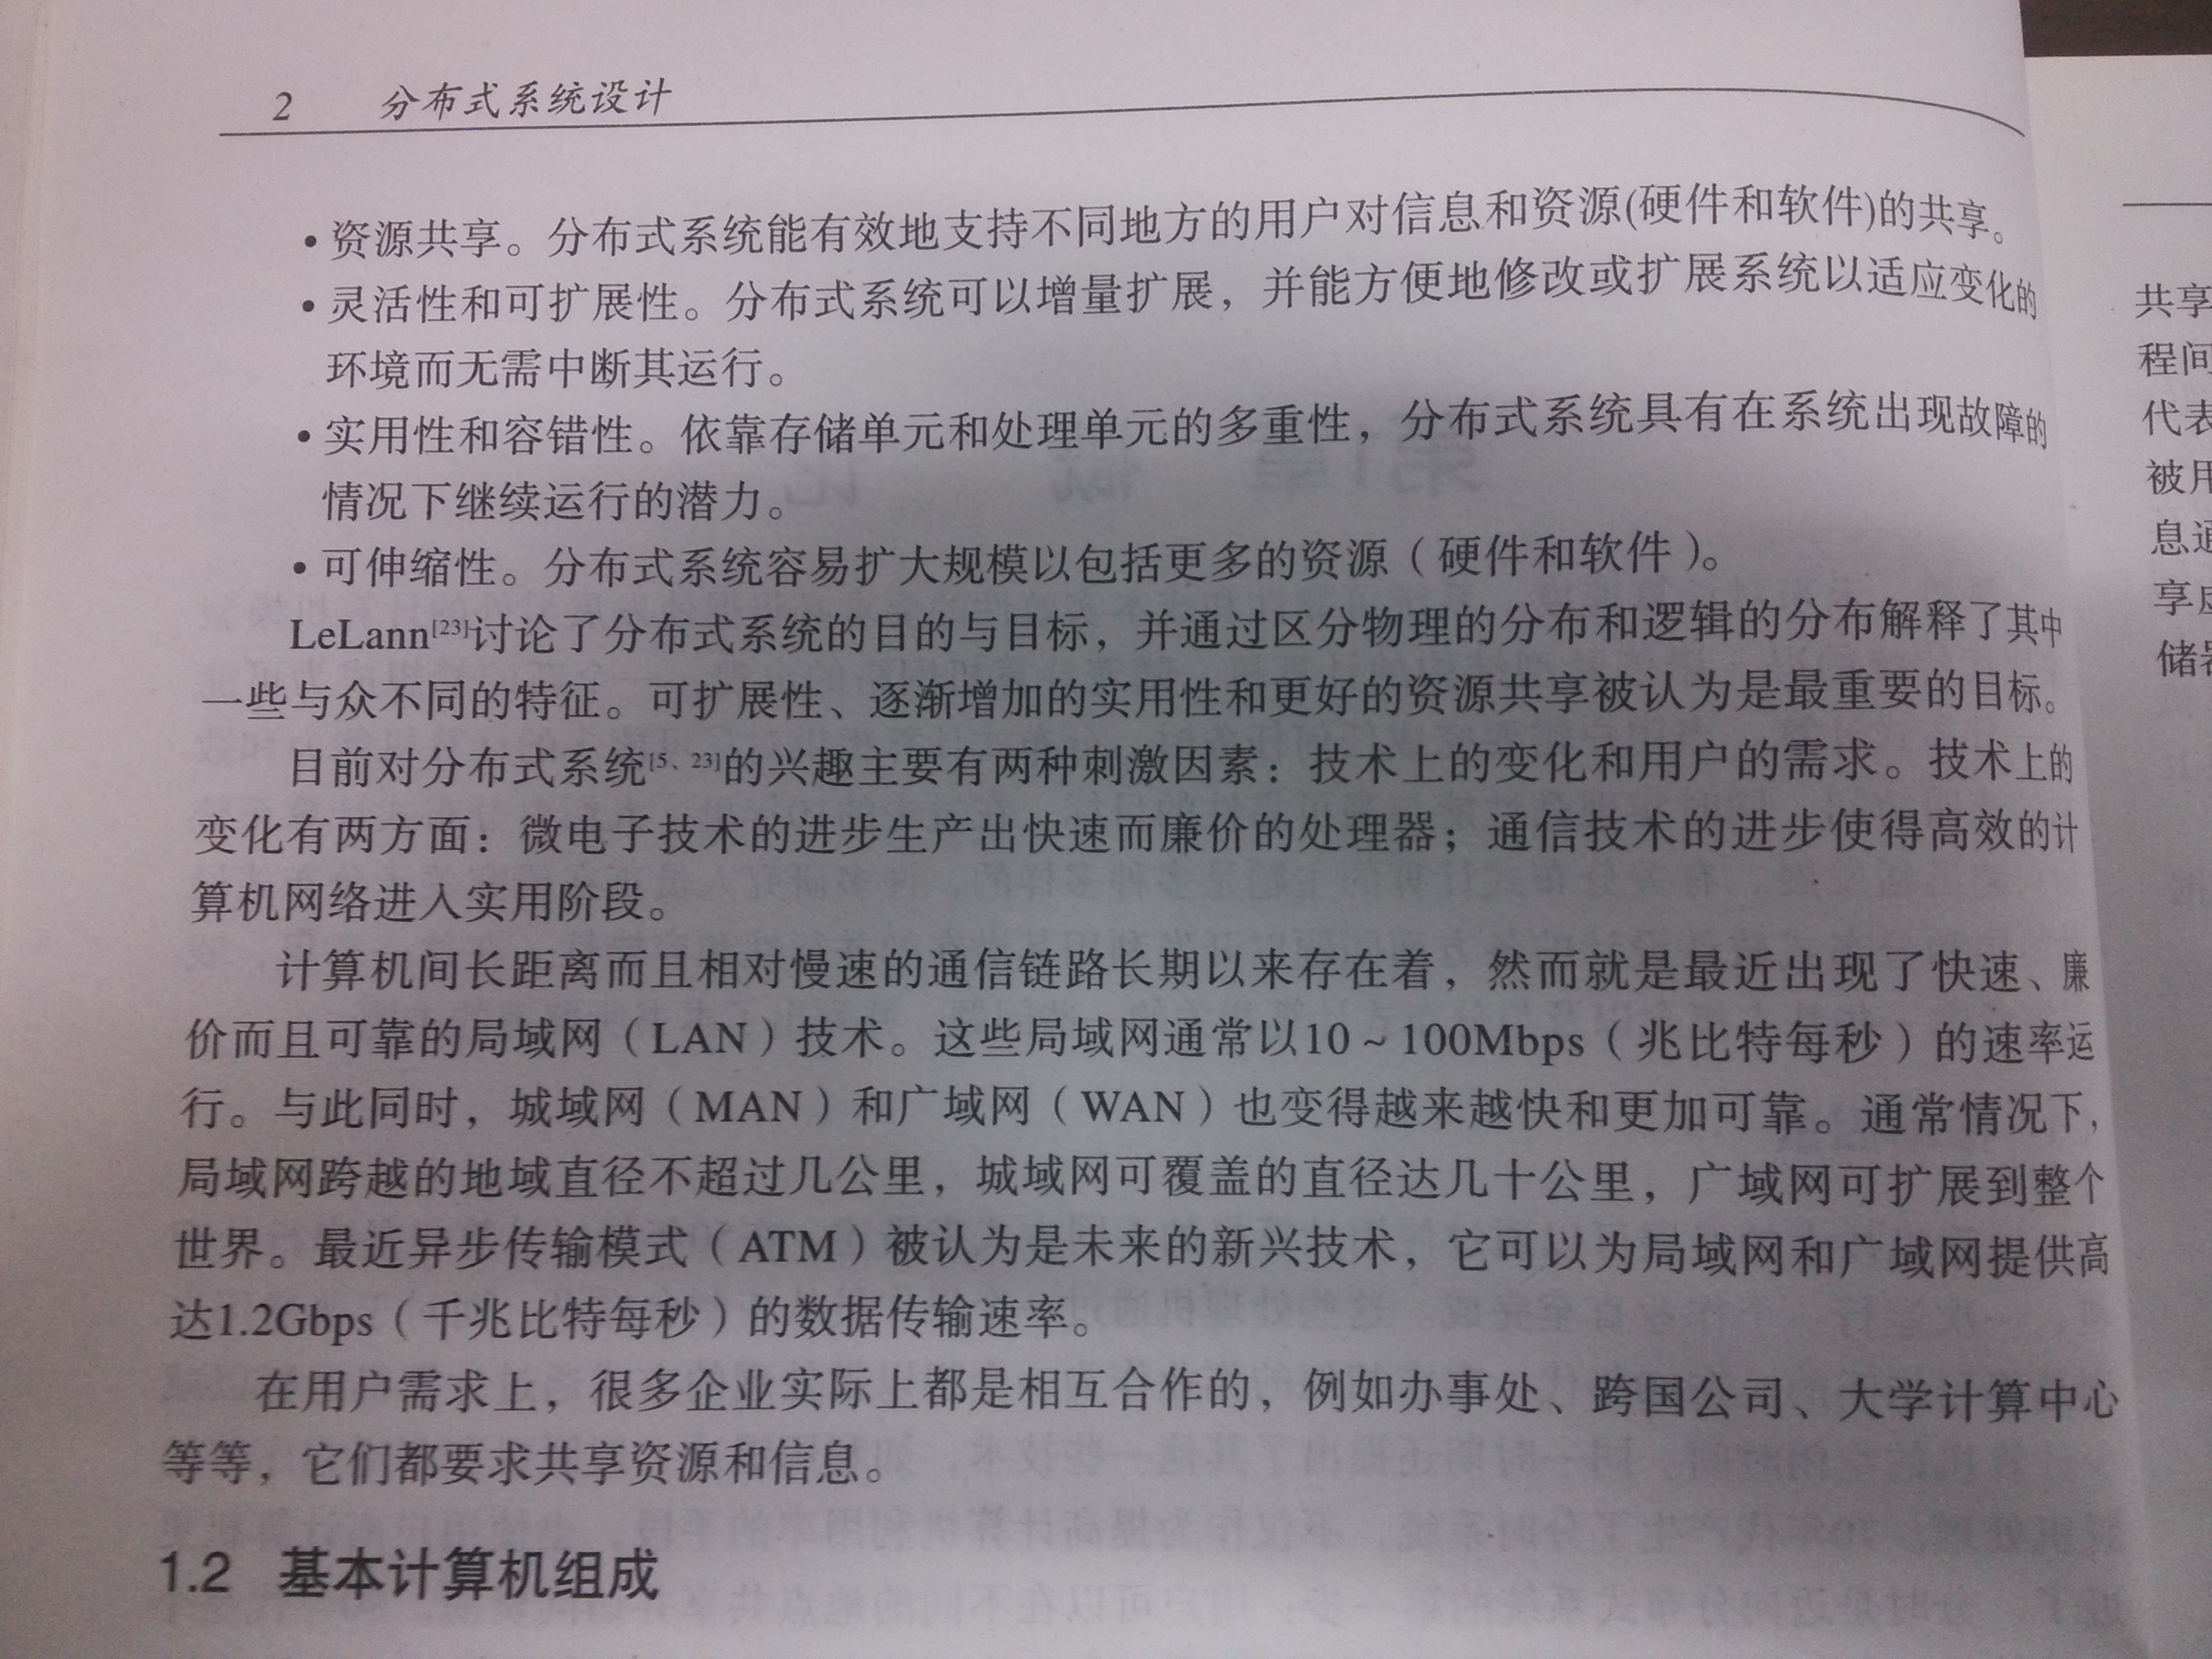 2 分布式系统设计
• 资源共享。分布式系统能有效地支持不同地方的用户对信息和资源(硬件和软件)的共享。
• 灵活性和可扩展性。分布式系统可以增量扩展，并能方便地修改或扩展系统以适应变化的
环境而无需中断其运行。
• 实用性和容错性。依靠存储单元和处理单元的多重性，分布式系统具有在系统出现故障的
情况下继续运行的潜力。
• 可伸缩性。分布式系统容易扩大规模以包括更多的资源（硬件和软件）。
LeLann[23]讨论了分布式系统的目的与目标，并通过区分物理的分布和逻辑的分布解释了其中
一些与众不同的特征。可扩展性、逐渐增加的实用性和更好的资源共享被认为是最重要的目标。
目前对分布式系统[5、23]的兴趣主要有两种刺激因素：技术上的变化和用户的需求。技术上的
变化有两方面：微电子技术的进步生产出快速而廉价的处理器；通信技术的进步使得高效的计
算机网络进入实用阶段。
计算机间长距离而且相对慢速的通信链路长期以来存在着，然而就是最近出现了快速、廉
价而且可靠的局域网（LAN）技术。这些局域网通常以10～100Mbps（兆比特每秒）的速率运
行。与此同时，城域网（MAN）和广域网（WAN）也变得越来越快和更加可靠。通常情况下，
局域网跨越的地域直径不超过几公里，城域网可覆盖的直径达几十公里，广域网可扩展到整个
世界。最近异步传输模式（ATM）被认为是未来的新兴技术，它可以为局域网和广域网提供高
达1.2Gbps（千兆比特每秒）的数据传输速率。
在用户需求上，很多企业实际上都是相互合作的，例如办事处、跨国公司、大学计算中心
等等，它们都要求共享资源和信息。
1.2 基本计算机组成
共享
程间
代表
被用
息通
享
储